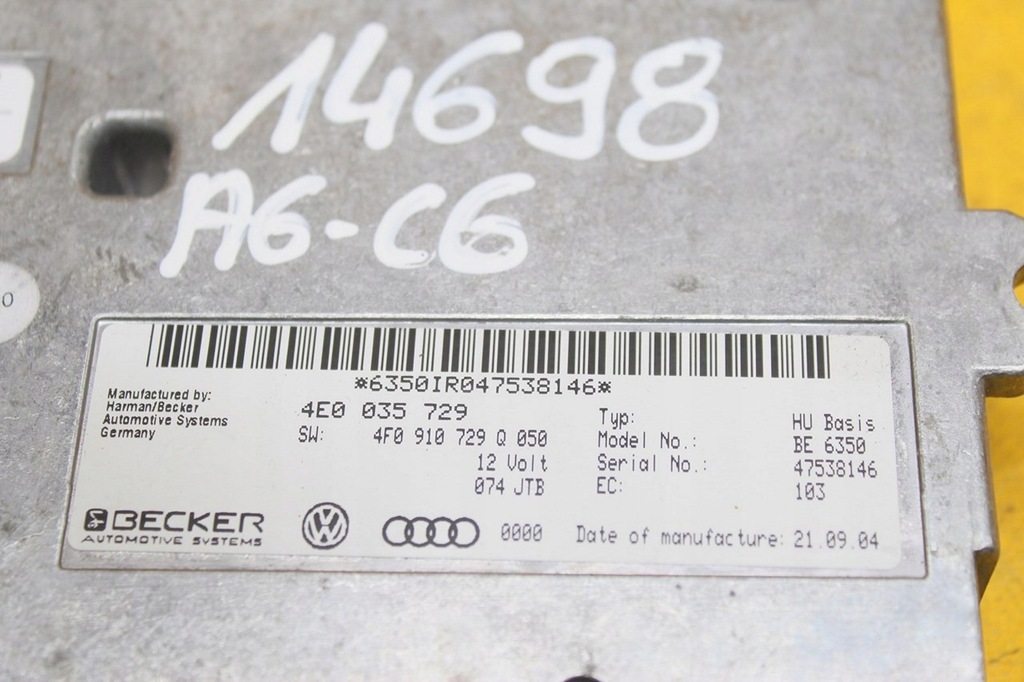 14698
A6-C6
0
*6350IR047538146*
Manufactured by:
Harman/Becker
Automotive Systems
Germany
4E0 035 729
SW: 4F0 910 729 Q 050
12 Volt
074 JTB
Typ: HU Basis
Model No.: BE 6350
Serial No.: 47538146
EC: 103
BECKER
AUTOMOTIVE SYSTEMS
VW
0000
Date of manufacture: 21.09.04